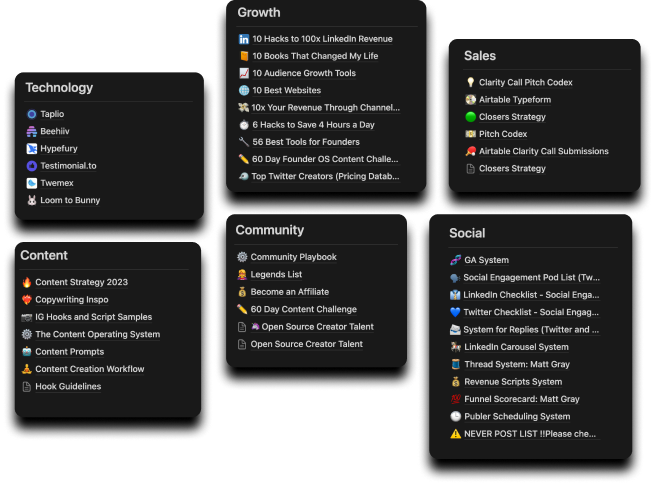 Technology
Taplio
Beehiiv
Hypefury
Testimonial.to
Twemex
Loom to Bunny
Growth
10 Hacks to 100x LinkedIn Revenue
10 Books That Changed My Life
10 Audience Growth Tools
10 Best Websites
10x Your Revenue Through Channel...
6 Hacks to Save 4 Hours a Day
56 Best Tools for Founders
60 Day Founder OS Content Challe...
Top Twitter Creators (Pricing Datab...
Sales
Clarity Call Pitch Codex
Airtable Typeform
Closers Strategy
Pitch Codex
Airtable Clarity Call Submissions
Closers Strategy
Content
Content Strategy 2023
Copywriting Inspo
IG Hooks and Script Samples
The Content Operating System
Content Prompts
Content Creation Workflow
Hook Guidelines
Community
Community Playbook
Legends List
Become an Affiliate
60 Day Content Challenge
Open Source Creator Talent
Open Source Creator Talent
Social
GA System
Social Engagement Pod List (Tw...
LinkedIn Checklist - Social Enga...
Twitter Checklist - Social Engag...
System for Replies (Twitter and ...
LinkedIn Carousel System
Thread System: Matt Gray
Revenue Scripts System
Funnel Scorecard: Matt Gray
Publer Scheduling System
NEVER POST LIST !!Please che...